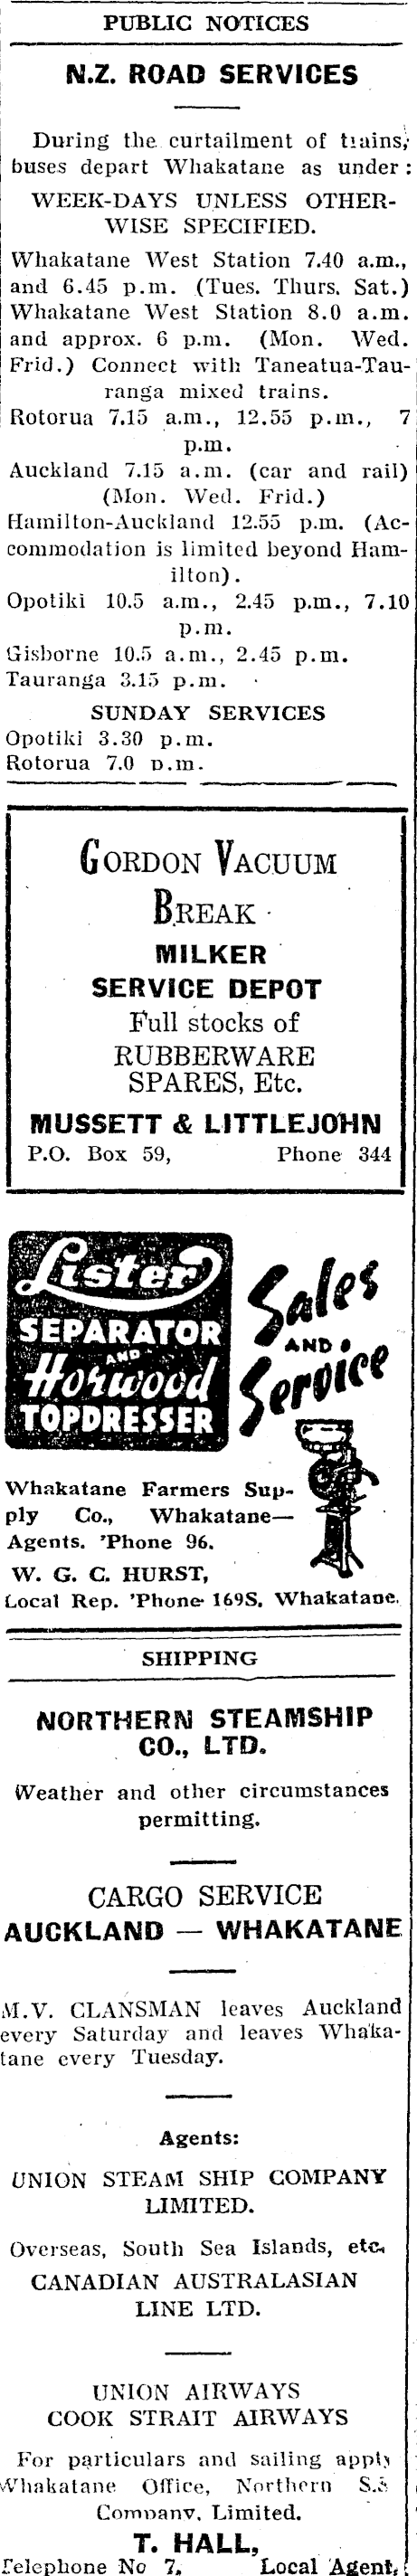 PUBLIC NOTICES
N.Z. ROAD SERVICES
During the curtailment of trains,
buses depart Whakatane as under:
WEEK-DAYS UNLESS OTHER-
WISE SPECIFIED.
Whakatane West Station 7.40 a.m.,
and 6.45 p.m. (Tues. Thurs. Sat.)
Whakatane West Station 8.0 a.m.
and approx. 6 p.m. (Mon. Wed.
Frid.) Connect with Taneatua-Tau-
ranga mixed trains.
Rotorua 7.15 a.m., 12.55 p.m., 7
p.m.
Auckland 7.15 a.m. (car and rail)
(Mon. Wed. Frid.)
Hamilton-Auckland 12.55 p.m. (Ac-
commodation is limited beyond Ham-
ilton).
Opotiki 10.5 a.m., 2.45 p.m., 7.10
p.m.
Gisborne 10.5 a.m., 2.45 p.m.
Tauranga 3.15 p.m.
SUNDAY SERVICES
Opotiki 3.30 p.m.
Rotorua 7.0 p.m.
GORDON VACUUM
BREAK
MILKER
SERVICE DEPOT
Full stocks of
RUBBERWARE
SPARES, Etc.
MUSSETT & LITTLEJOHN
P.O. Box 59, Phone 344
Lister
SEPARATOR
AND
Horwood
TOPDRESSER
Sales
AND
Service
Whakatane Farmers Sup-
ply Co., Whakatane—
Agents. 'Phone 96.
W. G. C. HURST,
Local Rep. 'Phone 169S, Whakatane.
SHIPPING
NORTHERN STEAMSHIP
CO., LTD.
Weather and other circumstances
permitting.
CARGO SERVICE
AUCKLAND — WHAKATANE
M.V. CLANSMAN leaves Auckland
every Saturday and leaves Whaka-
tane every Tuesday.
Agents:
UNION STEAM SHIP COMPANY
LIMITED.
Overseas, South Sea Islands, etc.
CANADIAN AUSTRALASIAN
LINE LTD.
UNION AIRWAYS
COOK STRAIT AIRWAYS
For particulars and sailing apply
Whakatane Office, Northern S.S.
Company, Limited.
T. HALL,
Telephone No 7. Local Agent.